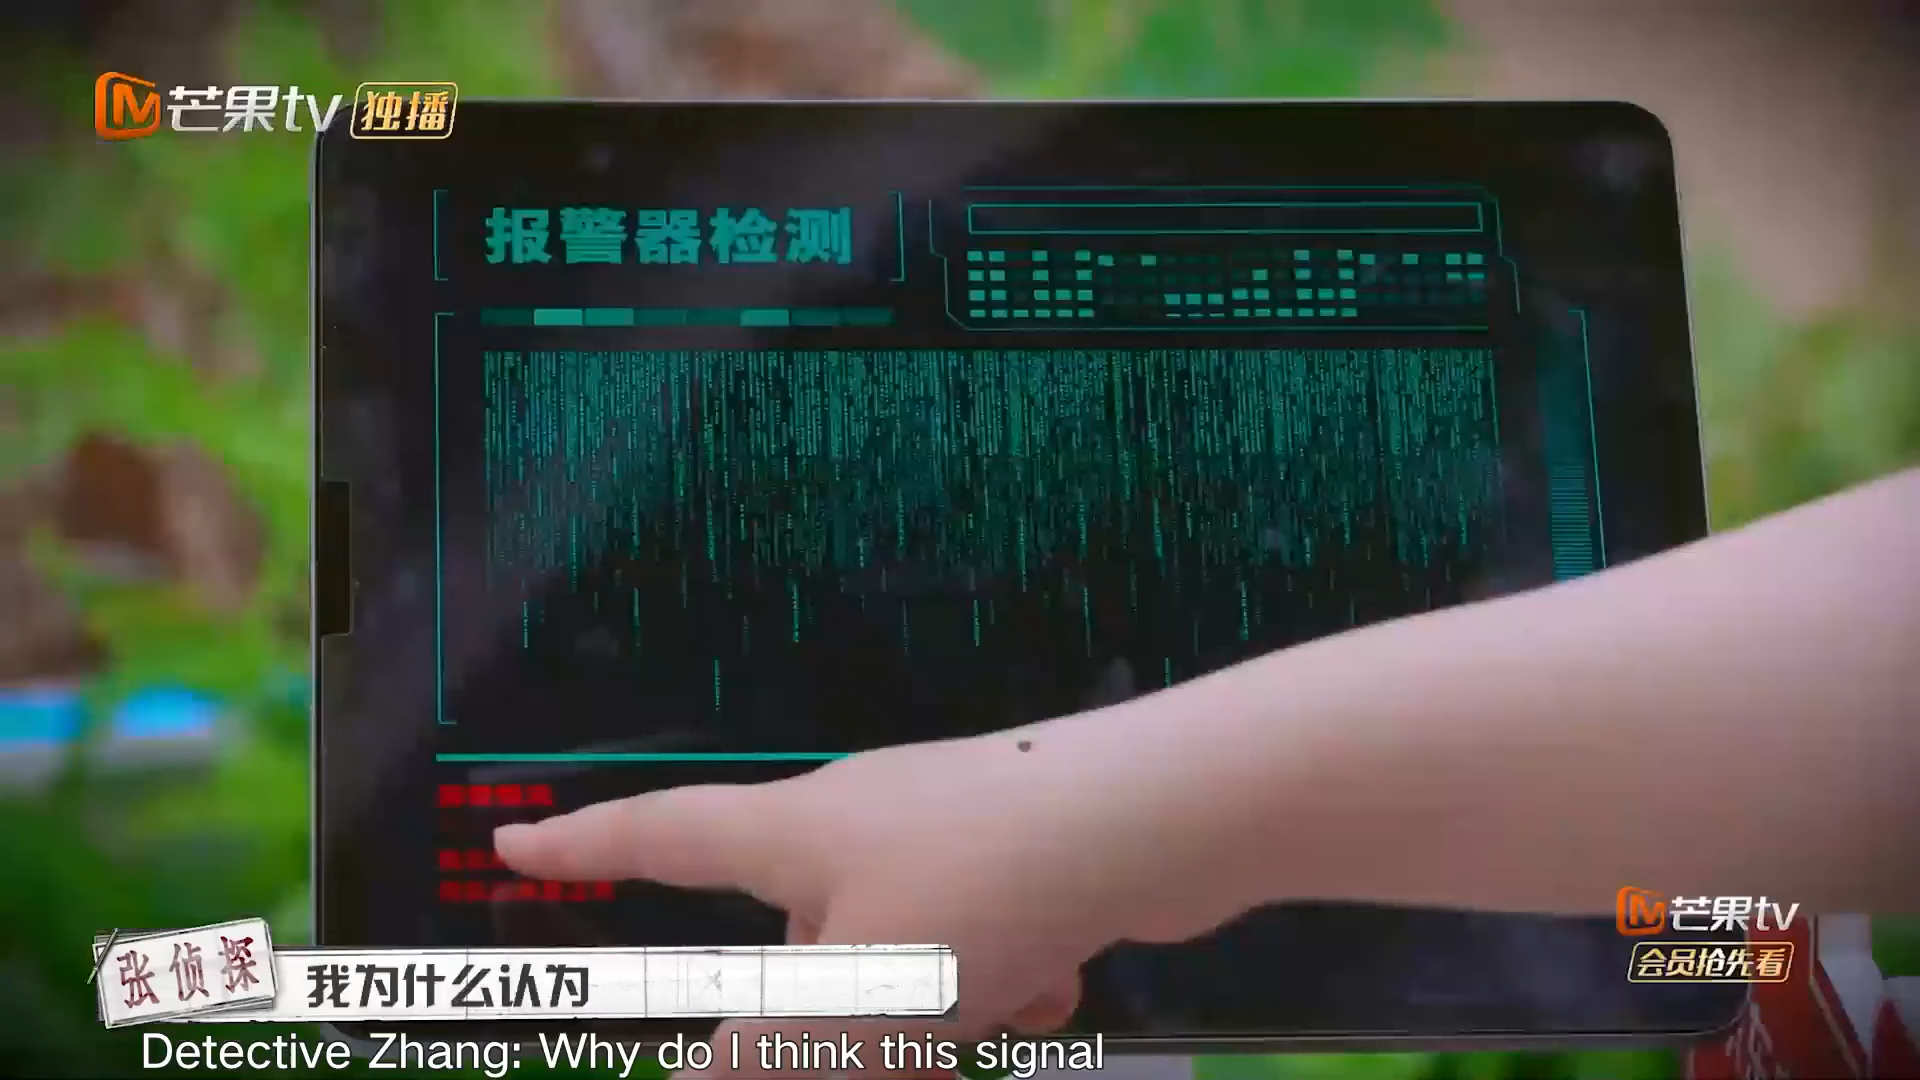 芒果tv 独播
报警器检测
芒果tv
会员抢先看
张侦探 我为什么认为
Detective Zhang: Why do I think this signal